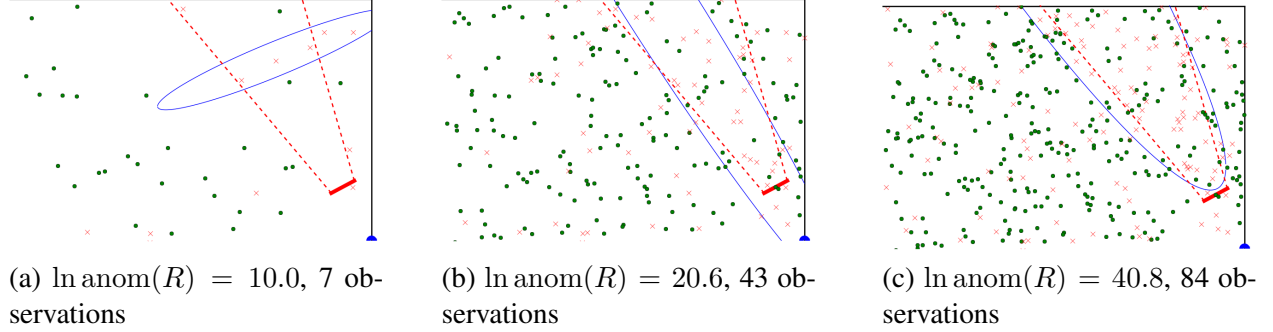 (a) ln anom(R) = 10.0, 7 ob-
servations
(b) ln anom(R) = 20.6, 43 ob-
servations
(c) ln anom(R) = 40.8, 84 ob-
servations